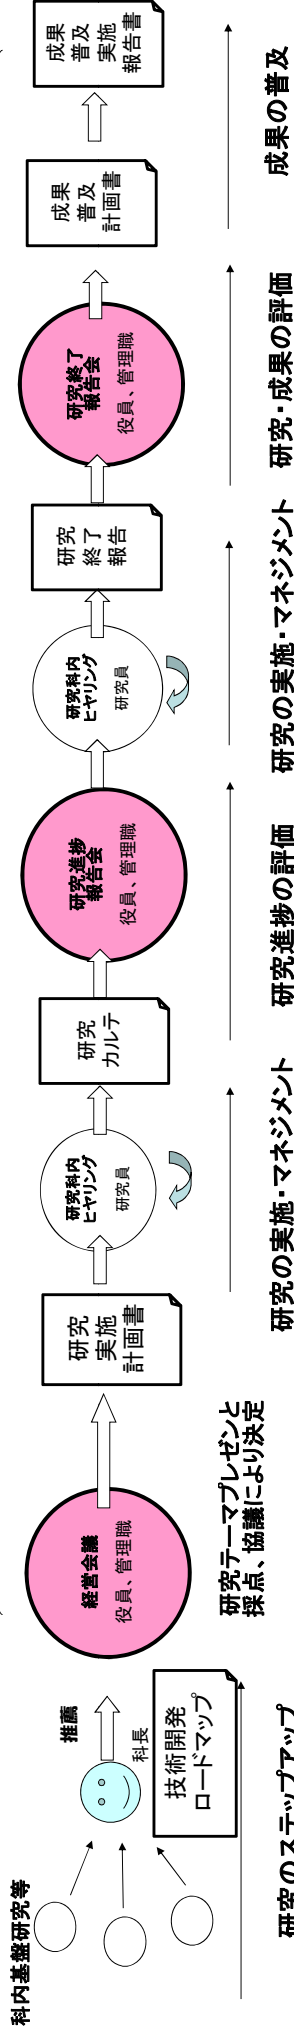 科内基盤研究等
推薦
科長
技術開発
ロードマップ
研究のステップアップ
経営会議
役員、管理職
研究テーマプレゼンと
採点、協議により決定
研究
実施
計画書
研究科内
ヒヤリング
研究員
研究の実施・マネジメント
研究
カルテ
研究進捗
報告会
役員、管理職
研究進捗の評価
研究科内
ヒヤリング
研究員
研究の実施・マネジメント
研究
終了
報告
研究終了
報告会
役員、管理職
研究・成果の評価
成果
普及
計画書
成果
普及
実施
報告書
成果の普及